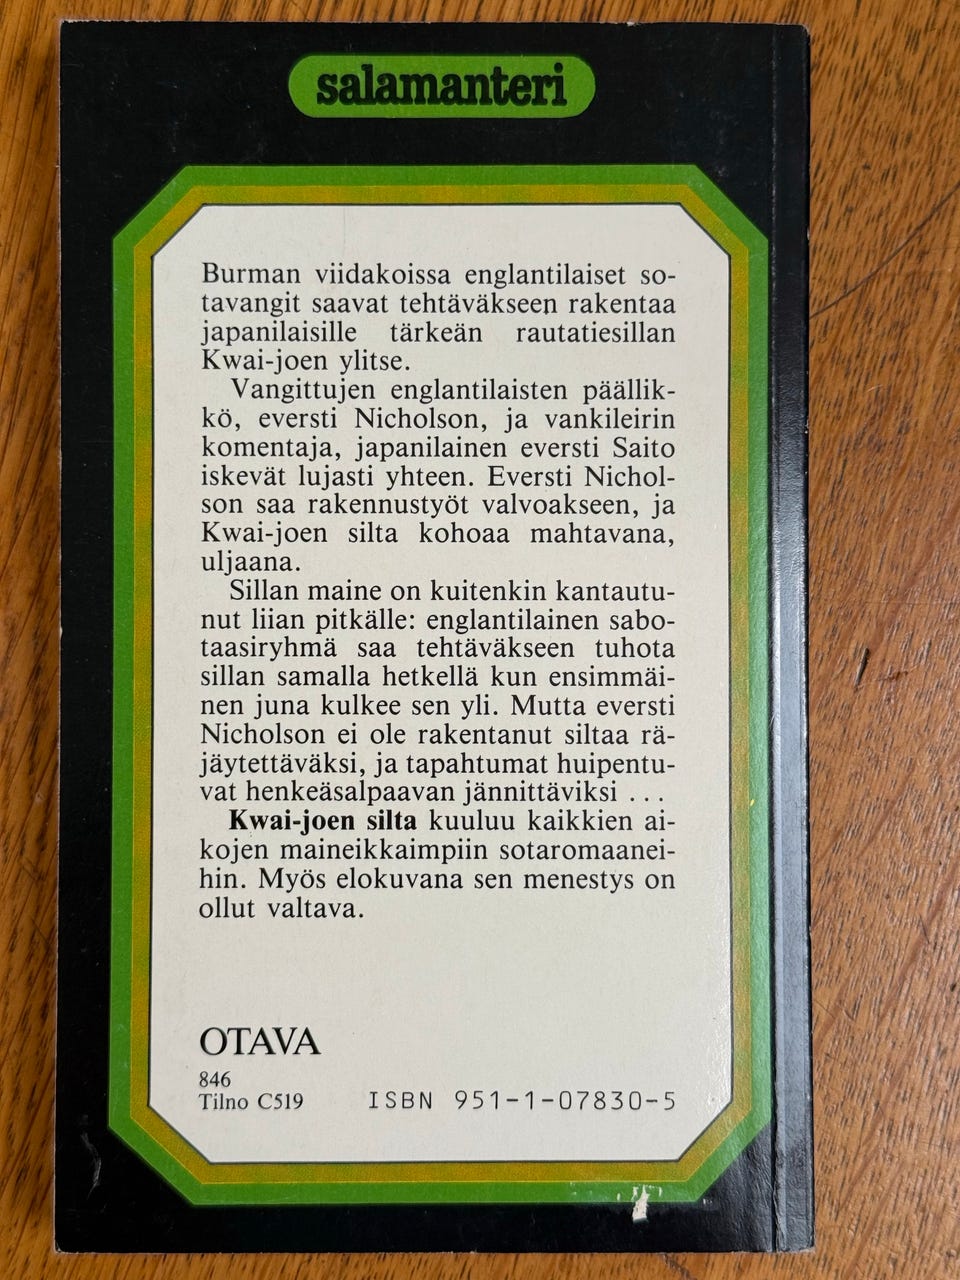 salamanteri
Burman viidakoissa englantilaiset so-
tavangit saavat tehtäväkseen rakentaa
japanilaisille tärkeän rautatiesillan
Kwai-joen ylitse.
Vangittujen englantilaisten päällik-
kö, eversti Nicholson, ja vankileirin
komentaja, japanilainen eversti Saito
iskevät lujasti yhteen. Eversti Nichol-
son saa rakennustyöt valvoakseen, ja
Kwai-joen silta kohoaa mahtavana,
uljaana.
Sillan maine on kuitenkin kantautu-
nut liian pitkälle: englantilainen sabo-
taasiryhmä saa tehtäväkseen tuhota
sillan samalla hetkellä kun ensimmäi-
nen juna kulkee sen yli. Mutta eversti
Nicholson ei ole rakentanut siltaa rä-
jäytettäväksi, ja tapahtumat huipentu-
vat henkeäsalpaavan jännittäviksi ...
Kwai-joen silta kuuluu kaikkien ai-
kojen maineikkaimpiin sotaromaanei-
hin. Myös elokuvana sen menestys on
ollut valtava.
OTAVA
846
Tilno C519 ISBN 951-1-07830-5